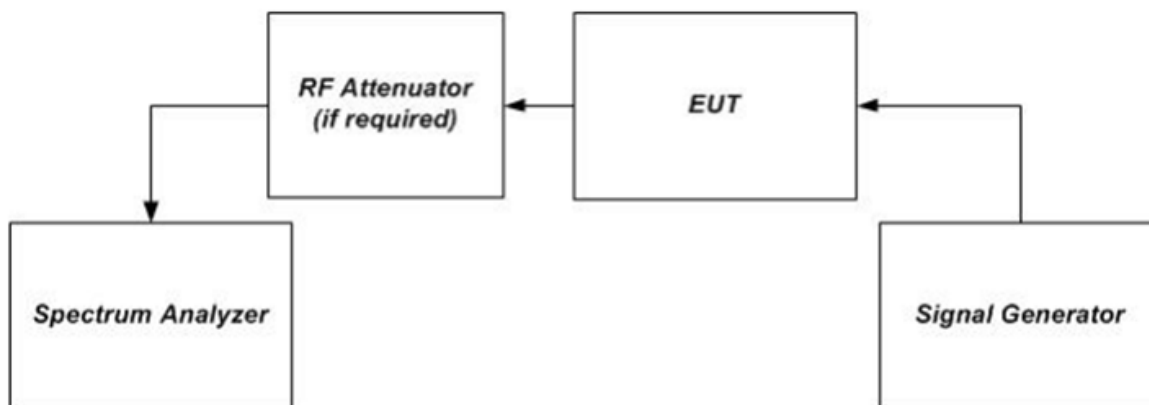 RF Attenuator
(if required)
EUT
Spectrum Analyzer
Signal Generator